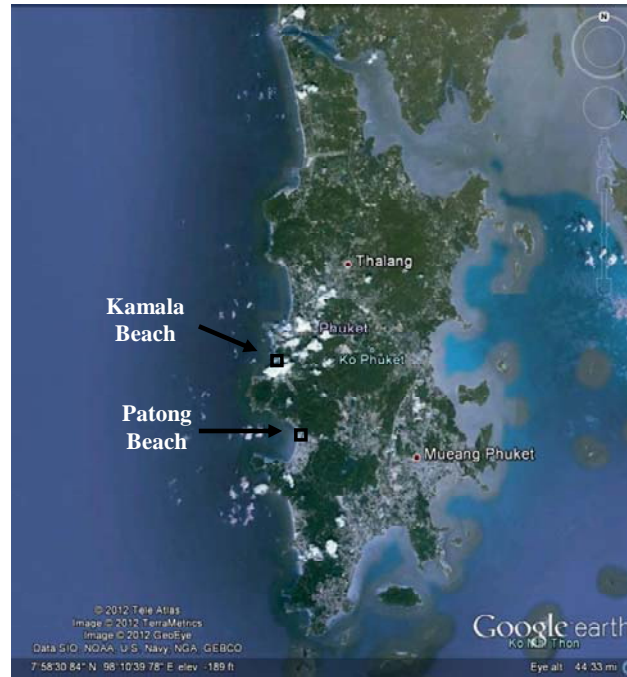 N
Thalang
Kamala
Beach
Phuket
Ko Phuket
Patong
Beach
Mueang Phuket
© 2012 Tele Atlas
Image © 2012 TerraMetrics
Image © 2012 GeoEye
Data SIO, NOAA, U.S. Navy, NGA, GEBCO
Google earth
7°58'30.84" N 98°10'39.78" E elev -189 ft
Eye alt 44.33 mi